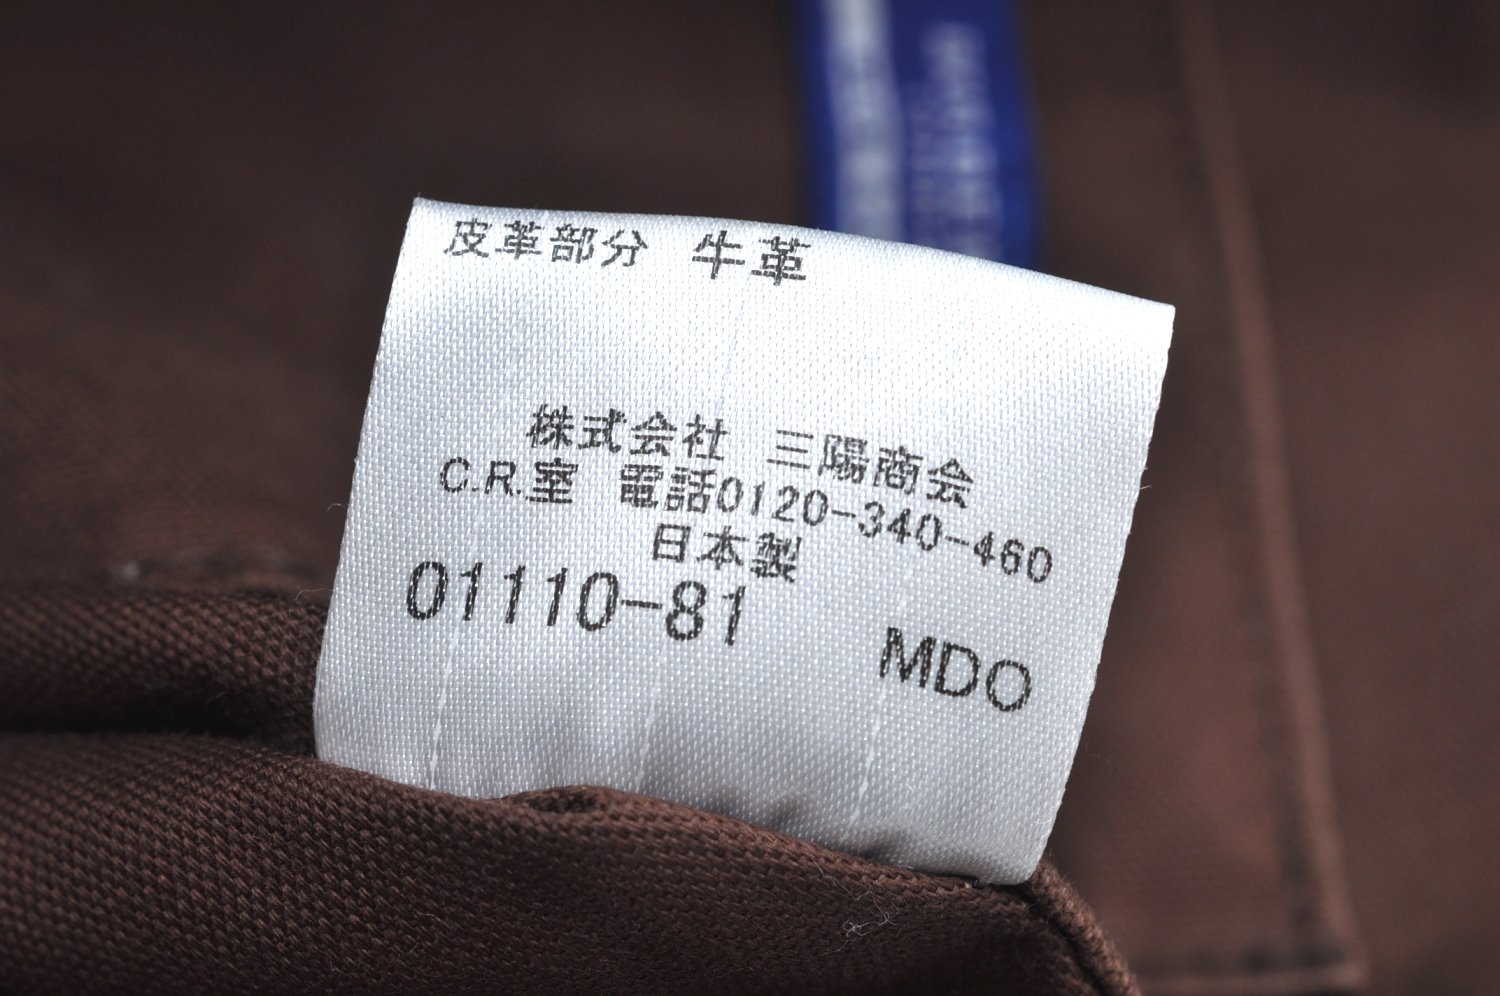 皮革部分 牛革
株式会社 三陽商会
C.R.室 電話0120-340-460
日本製
01110-81 MDO